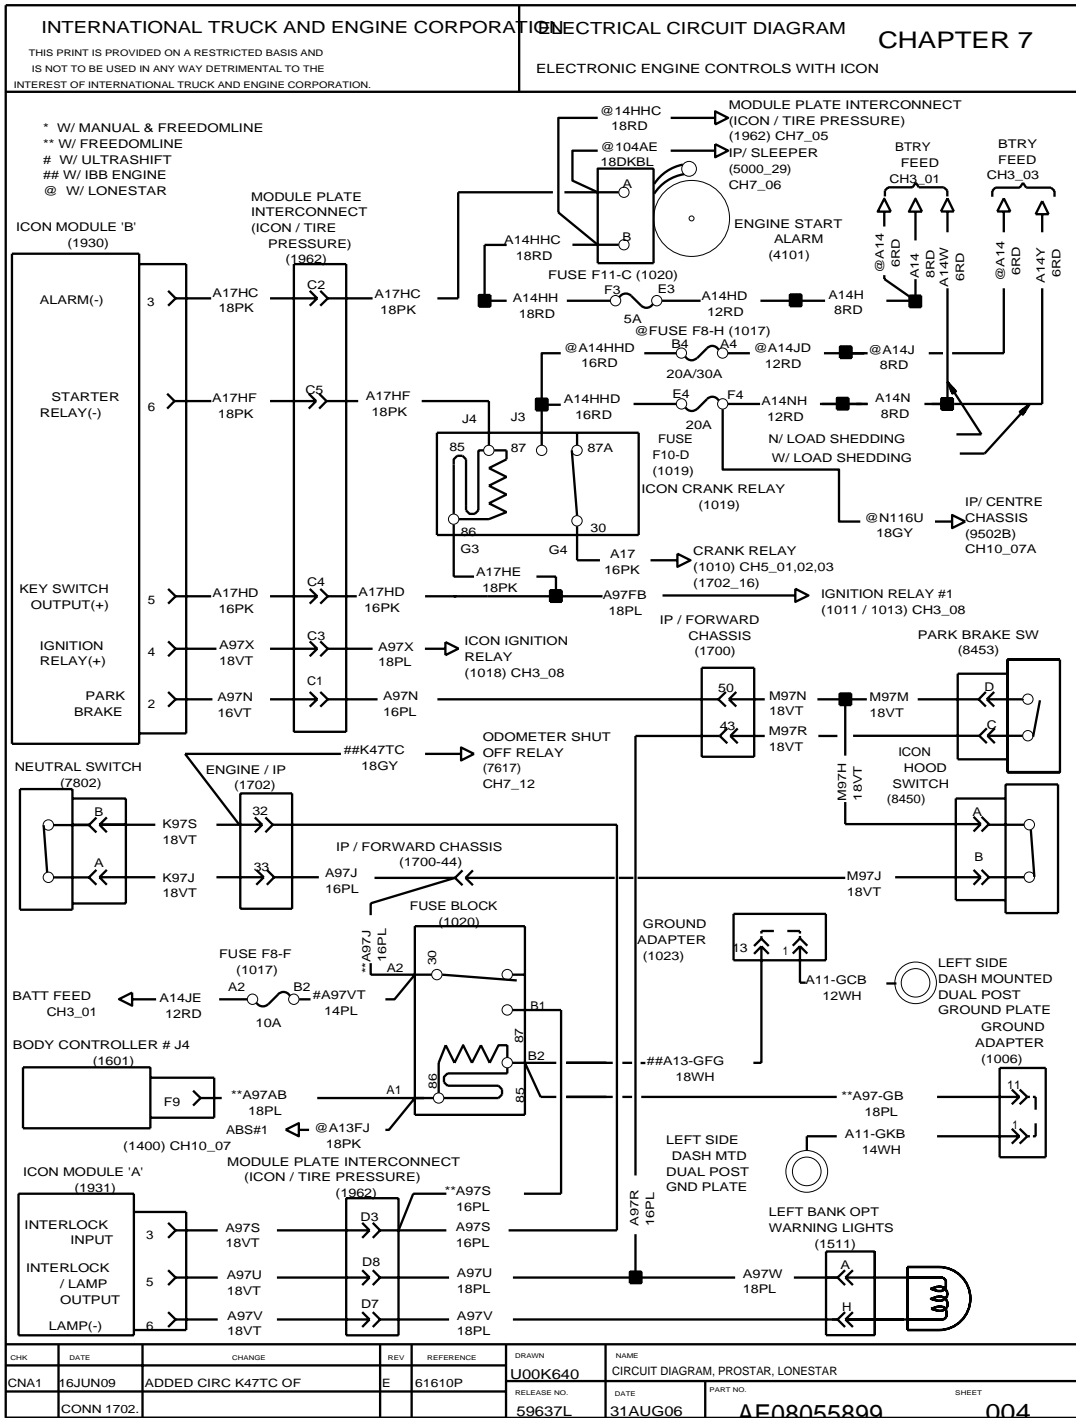 INTERNATIONAL TRUCK AND ENGINE CORPORATION
ELECTRICAL CIRCUIT DIAGRAM
CHAPTER 7
THIS PRINT IS PROVIDED ON A RESTRICTED BASIS AND
IS NOT TO BE USED IN ANY WAY DETRIMENTAL TO THE
INTEREST OF INTERNATIONAL TRUCK AND ENGINE CORPORATION.
ELECTRONIC ENGINE CONTROLS WITH ICON
* W/ MANUAL & FREEDOMLINE
** W/ FREEDOMLINE
# W/ ULTRASHIFT
## W/ IBB ENGINE
@ W/ LONESTAR
@14HHC
18RD
MODULE PLATE INTERCONNECT
(ICON / TIRE PRESSURE)
(1962) CH7_05
@104AE
18DKBL
IP/ SLEEPER
(5000_29)
CH7_06
BTRY
FEED
CH3_01
BTRY
FEED
CH3_03
A
B
ENGINE START
ALARM
(4101)
@A14
6RD
A14
8RD
A14W
6RD
@A14
6RD
A14Y
6RD
ICON MODULE 'B'
(1930)
MODULE PLATE
INTERCONNECT
(ICON / TIRE
PRESSURE)
(1962)
A14HHC
18RD
FUSE F11-C (1020)
ALARM(-)
3
A17HC
18PK
C2
A17HC
18PK
A14HH
18RD
F3
E3
5A
A14HD
12RD
A14H
8RD
@FUSE F8-H (1017)
@A14HHD
16RD
B4
A4
20A/30A
@A14JD
12RD
@A14J
8RD
STARTER
RELAY(-)
6
A17HF
18PK
C5
A17HF
18PK
J4
J3
A14HHD
16RD
E4
F4
20A
A14NH
12RD
A14N
8RD
85
87
87A
FUSE
F10-D
(1019)
N/ LOAD SHEDDING
W/ LOAD SHEDDING
ICON CRANK RELAY
(1019)
86
30
@N116U
18GY
IP/ CENTRE
CHASSIS
(9502B)
CH10_07A
G3
G4
A17
16PK
CRANK RELAY
(1010) CH5_01,02,03
(1702_16)
A17HE
18PK
KEY SWITCH
OUTPUT(+)
5
A17HD
16PK
C4
A17HD
16PK
A97FB
18PL
IGNITION RELAY #1
(1011 / 1013) CH3_08
IGNITION
RELAY(+)
4
A97X
18VT
C3
A97X
18PL
ICON IGNITION
RELAY
(1018) CH3_08
IP / FORWARD
CHASSIS
(1700)
PARK BRAKE SW
(8453)
PARK
BRAKE
2
A97N
16VT
C1
A97N
16PL
50
M97N
18VT
M97M
18VT
D
43
M97R
18VT
C
##K47TC
18GY
ODOMETER SHUT
OFF RELAY
(7617)
CH7_12
M97H
18VT
ICON
HOOD
SWITCH
(8450)
NEUTRAL SWITCH
(7802)
ENGINE / IP
(1702)
B
K97S
18VT
32
A
A
K97J
18VT
33
A97J
16PL
IP / FORWARD CHASSIS
(1700-44)
M97J
18VT
B
FUSE BLOCK
(1020)
**A97J
16PL
GROUND
ADAPTER
(1023)
13
1
FUSE F8-F
(1017)
A2
30
A11-GCB
12WH
LEFT SIDE
DASH MOUNTED
DUAL POST
GROUND PLATE
BATT FEED
CH3_01
A14JE
12RD
A2
B2
10A
#A97VT
14PL
B1
87
GROUND
ADAPTER
(1006)
BODY CONTROLLER # J4
(1601)
B2
##A13-GFG
18WH
F9
**A97AB
18PL
A1
86
85
**A97-GB
18PL
11
ABS#1
@A13FJ
18PK
(1400) CH10_07
LEFT SIDE
DASH MTD
DUAL POST
GND PLATE
A11-GKB
14WH
1
ICON MODULE 'A'
(1931)
MODULE PLATE INTERCONNECT
(ICON / TIRE PRESSURE)
(1962)
**A97S
16PL
A97R
16PL
LEFT BANK OPT
WARNING LIGHTS
(1511)
INTERLOCK
INPUT
3
A97S
18VT
D3
A97S
16PL
INTERLOCK
/ LAMP
OUTPUT
5
A97U
18VT
D8
A97U
18PL
A97W
18PL
A
LAMP(-)
6
A97V
18VT
D7
A97V
18PL
H
CHK DATE CHANGE REV REFERENCE
CNA1 16JUN09 ADDED CIRC K47TC OF E 61610P
CONN 1702.
DRAWN
U00K640
NAME
CIRCUIT DIAGRAM, PROSTAR, LONESTAR
RELEASE NO.
59637L
DATE
31AUG06
PART NO.
AE08055899
SHEET
004